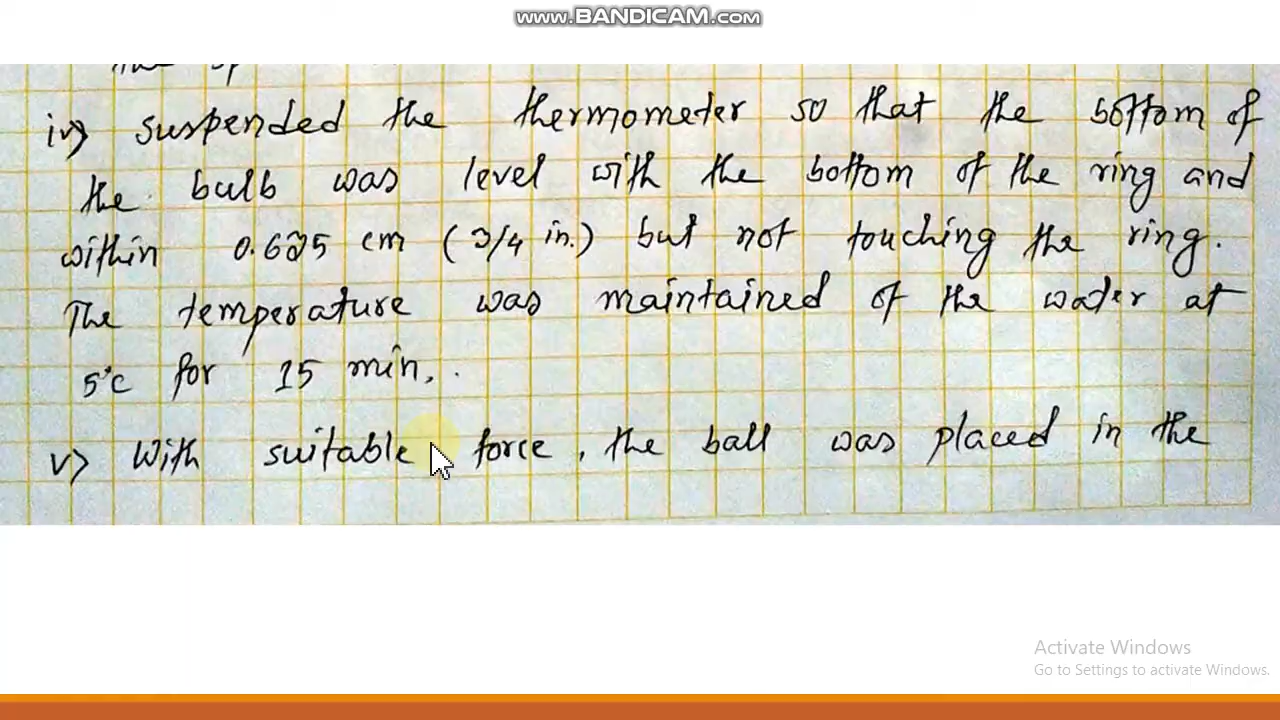 www.BANDICAM.com
iv) suspended the thermometer so that the bottom of
the bulb was level with the bottom of the ring and
within 0.635 cm (3/4 in.) but not touching the ring.
The temperature was maintained of the water at
5°C for 15 min.
v) With suitable force, the ball was placed in the
Activate Windows
Go to Settings to activate Windows.